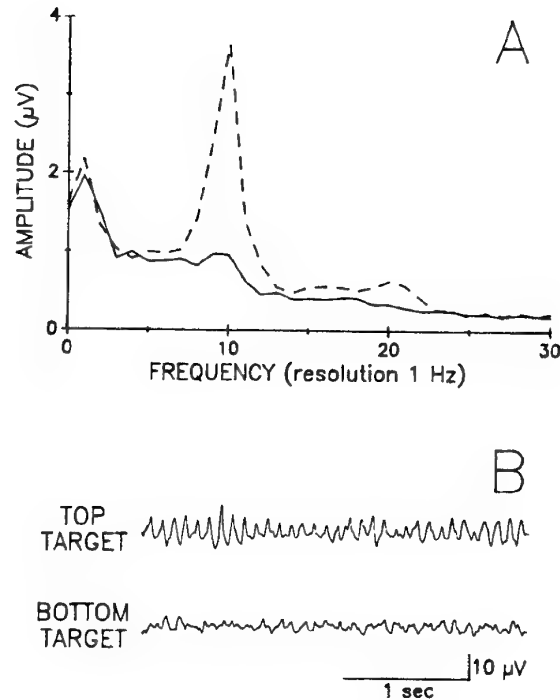 A
4
2
0
AMPLITUDE (µV)
0 10 20 30
FREQUENCY (resolution 1 Hz)
B
TOP
TARGET
BOTTOM
TARGET
10 µV
1 sec